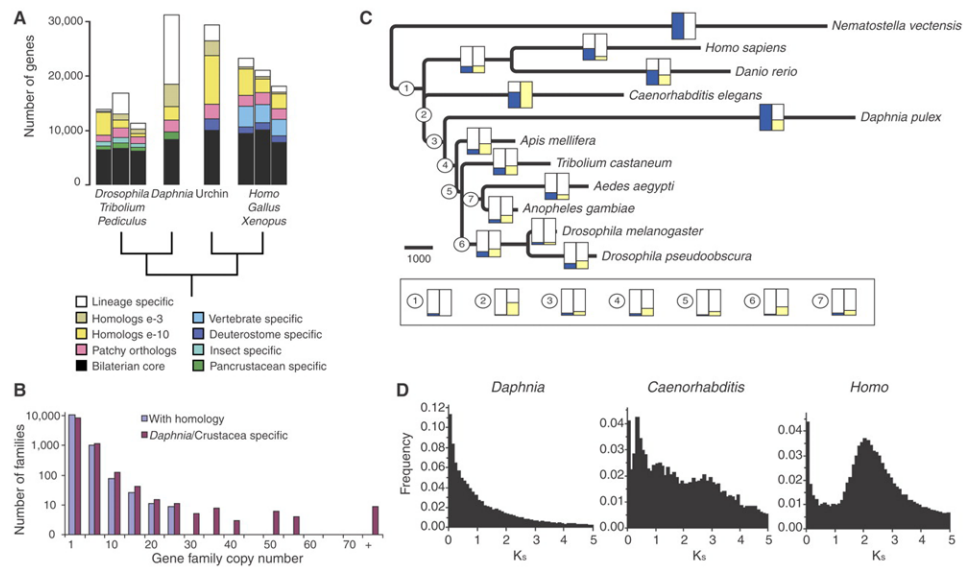 A
Number of genes
30,000
20,000
10,000
0
Drosophila
Tribolium
Pediculus
Daphnia
Urchin
Homo
Gallus
Xenopus
Lineage specific
Homologs e-3
Homologs e-10
Patchy orthologs
Bilaterian core
Vertebrate specific
Deuterostome specific
Insect specific
Pancrustacean specific
B
Number of families
10,000
1,000
100
10
0
With homology
Daphnia/Crustacea specific
1 10 20 30 40 50 60 70 +
Gene family copy number
C
Nematostella vectensis
Homo sapiens
Danio rerio
Caenorhabditis elegans
Daphnia pulex
Apis mellifera
Tribolium castaneum
Aedes aegypti
Anopheles gambiae
Drosophila melanogaster
Drosophila pseudoobscura
1
2
3
4
5
7
6
1000
1 2 3 4 5 6 7
D
Daphnia
Frequency
0.12
0.10
0.08
0.06
0.04
0.02
0.00
0 1 2 3 4 5
Ks
Caenorhabditis
0.04
0.03
0.02
0.01
0.00
0 1 2 3 4 5
Ks
Homo
0.04
0.03
0.02
0.01
0.00
0 1 2 3 4 5
Ks